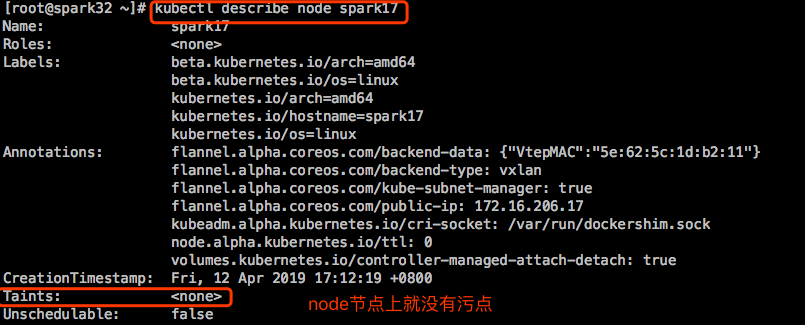 [root@spark32 ~]# kubectl describe node spark17
Name: spark17
Roles: <none>
Labels: beta.kubernetes.io/arch=amd64
beta.kubernetes.io/os=linux
kubernetes.io/arch=amd64
kubernetes.io/hostname=spark17
kubernetes.io/os=linux
Annotations: flannel.alpha.coreos.com/backend-data: {"VtepMAC":"5e:62:5c:1d:b2:11"}
flannel.alpha.coreos.com/backend-type: vxlan
flannel.alpha.coreos.com/kube-subnet-manager: true
flannel.alpha.coreos.com/public-ip: 172.16.206.17
kubeadm.alpha.kubernetes.io/cri-socket: /var/run/dockershim.sock
node.alpha.kubernetes.io/ttl: 0
volumes.kubernetes.io/controller-managed-attach-detach: true
CreationTimestamp: Fri, 12 Apr 2019 17:12:19 +0800
Taints: <none>
node节点上就没有污点
Unschedulable: false